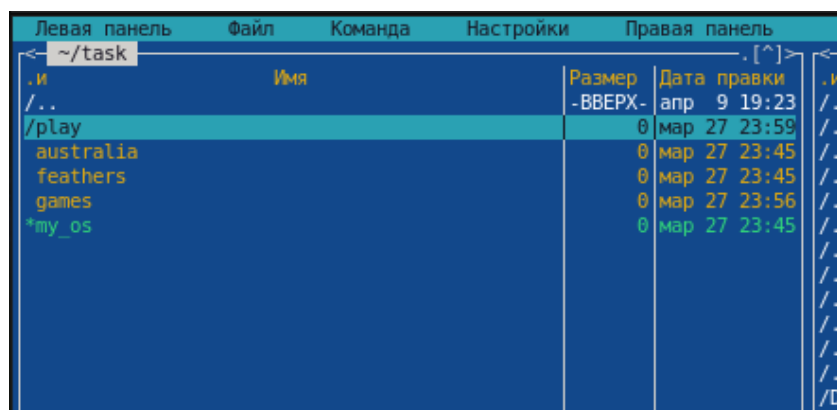 Левая панель Файл Команда Настройки Правая панель
<- ~/task .[^]> <-
.и Имя Размер Дата правки .и
/.. -ВВЕРХ- апр 9 19:23 /.
/play 0 мар 27 23:59 /.
australia 0 мар 27 23:45 /.
feathers 0 мар 27 23:45 /.
games 0 мар 27 23:56 /.
*my_os 0 мар 27 23:45 /.
/.
/.
/.
/.
/.
/.
/D